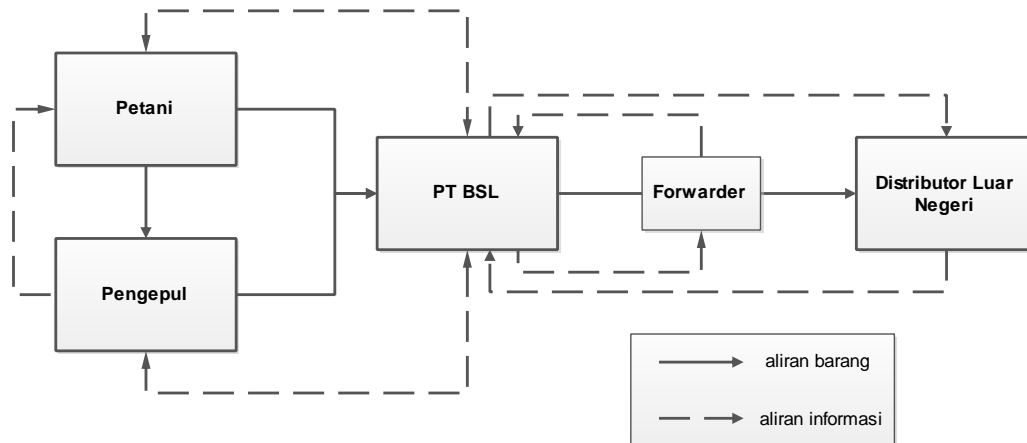 Petani
PT BSL
Forwarder
Distributor Luar
Negeri
Pengepul
aliran barang
aliran informasi